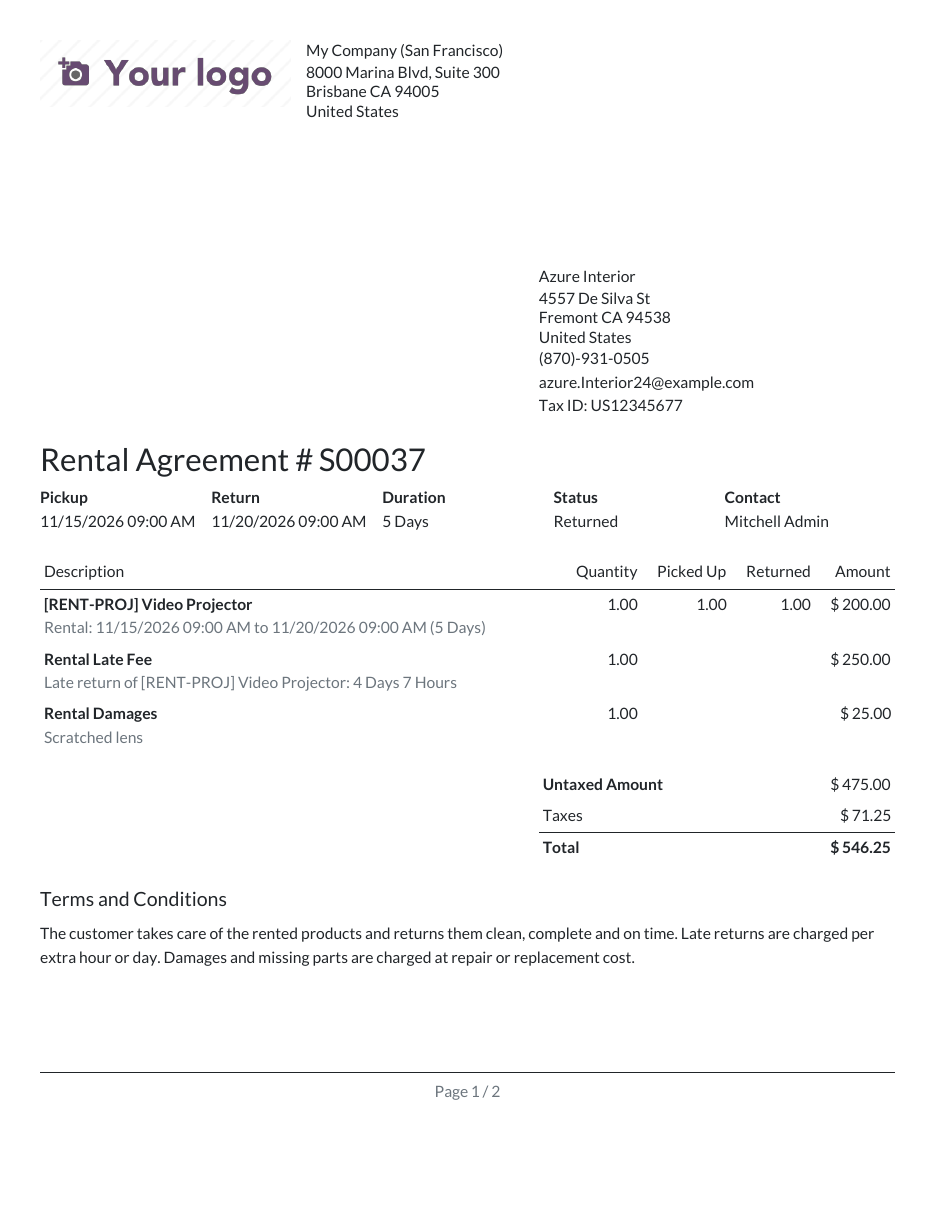 Your logo
My Company (San Francisco)
8000 Marina Blvd, Suite 300
Brisbane CA 94005
United States
Azure Interior
4557 De Silva St
Fremont CA 94538
United States
(870)-931-0505
azure.Interior24@example.com
Tax ID: US12345677
Rental Agreement # S00037
Pickup Return Duration Status Contact
11/15/2026 09:00 AM 11/20/2026 09:00 AM 5 Days Returned Mitchell Admin
Description Quantity Picked Up Returned Amount
[RENT-PROJ] Video Projector 1.00 1.00 1.00 $ 200.00
Rental: 11/15/2026 09:00 AM to 11/20/2026 09:00 AM (5 Days)
Rental Late Fee 1.00 $ 250.00
Late return of [RENT-PROJ] Video Projector: 4 Days 7 Hours
Rental Damages 1.00 $ 25.00
Scratched lens
Untaxed Amount $ 475.00
Taxes $ 71.25
Total $ 546.25
Terms and Conditions
The customer takes care of the rented products and returns them clean, complete and on time. Late returns are charged per
extra hour or day. Damages and missing parts are charged at repair or replacement cost.
Page 1 / 2